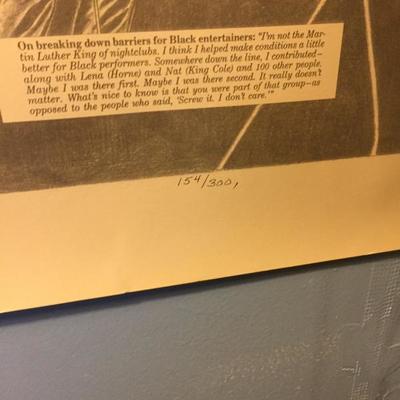 On breaking down barriers for Black entertainers: "I'm not the Mar-
tin Luther King of nightclubs. I think I helped make conditions a little
better for Black performers. Somewhere down the line, I contributed—
along with Lena (Horne) and Nat (King Cole) and 100 other people.
Maybe I was there first. Maybe I was there second. It really doesn't
matter. What's nice to know is that you were part of that group—as
opposed to the people who said, 'Screw it. I don't care.'"
154/300,